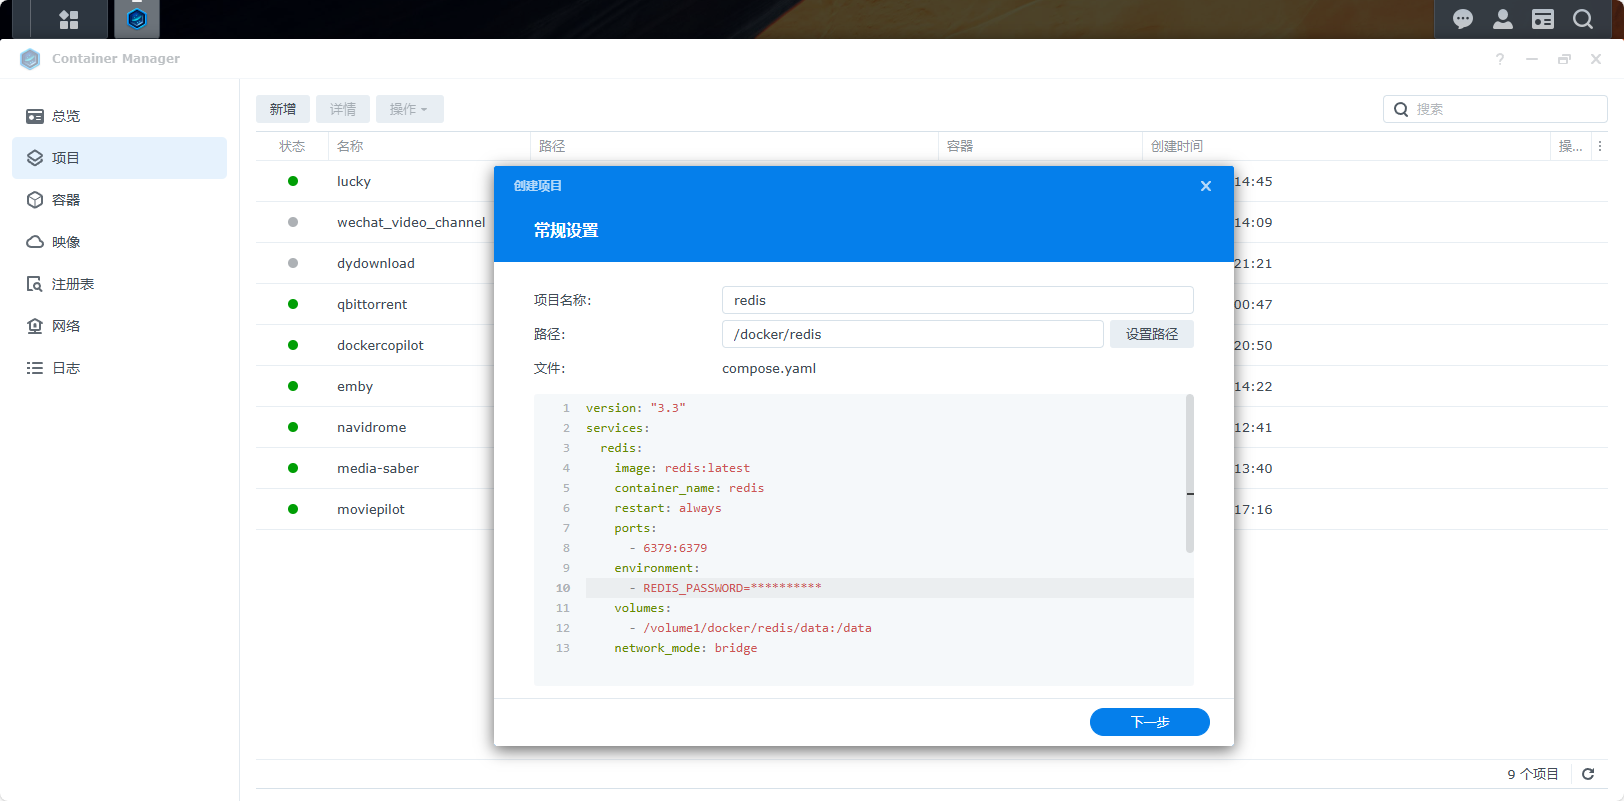 Container Manager
?
总览
项目
容器
映像
注册表
网络
日志
新增
详情
操作
搜索
状态
名称
路径
容器
创建时间
操...
lucky
14:45
wechat_video_channel
14:09
dydownload
21:21
qbittorrent
00:47
dockercopilot
20:50
emby
14:22
navidrome
12:41
media-saber
13:40
moviepilot
17:16
创建项目
常规设置
项目名称:
redis
路径:
/docker/redis
设置路径
文件:
compose.yaml
1 version: "3.3"
2 services:
3 redis:
4 image: redis:latest
5 container_name: redis
6 restart: always
7 ports:
8 - 6379:6379
9 environment:
10 - REDIS_PASSWORD=**********
11 volumes:
12 - /volume1/docker/redis/data:/data
13 network_mode: bridge
下一步
9 个项目